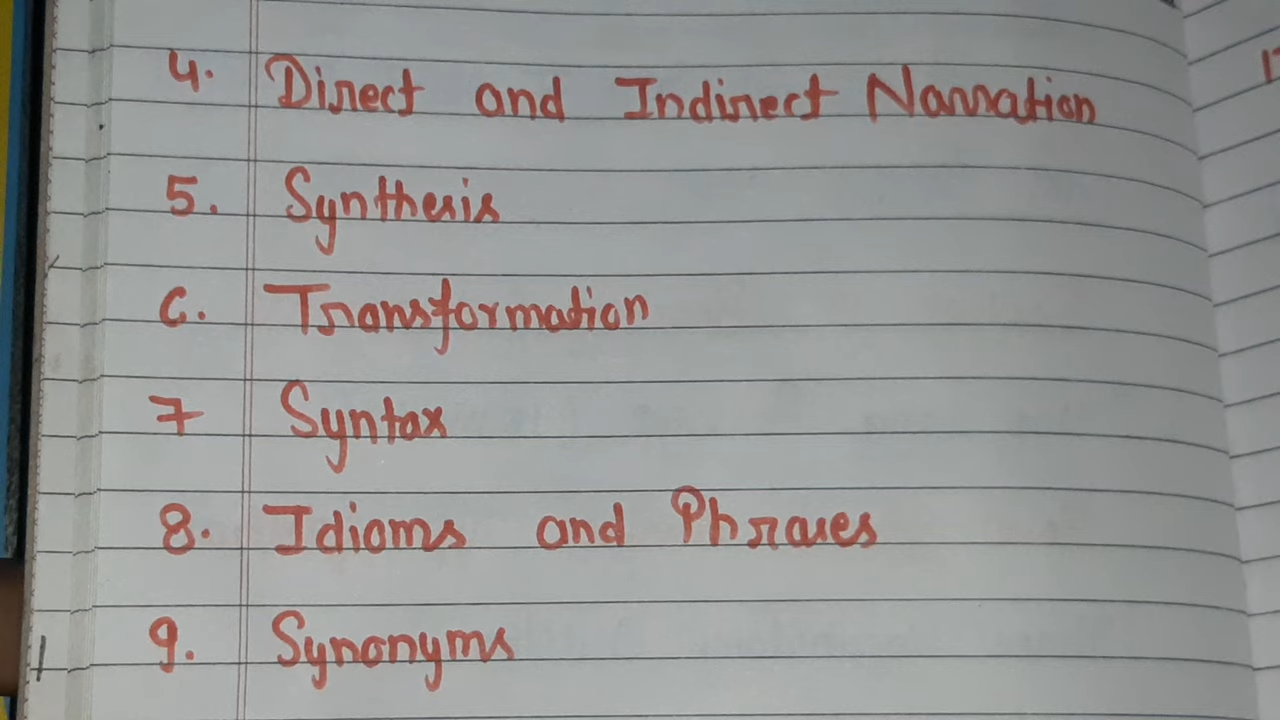 4. Direct and Indirect Narration
5. Synthesis
6. Transformation
7 Syntax
8. Idioms and Phrases
9. Synonyms